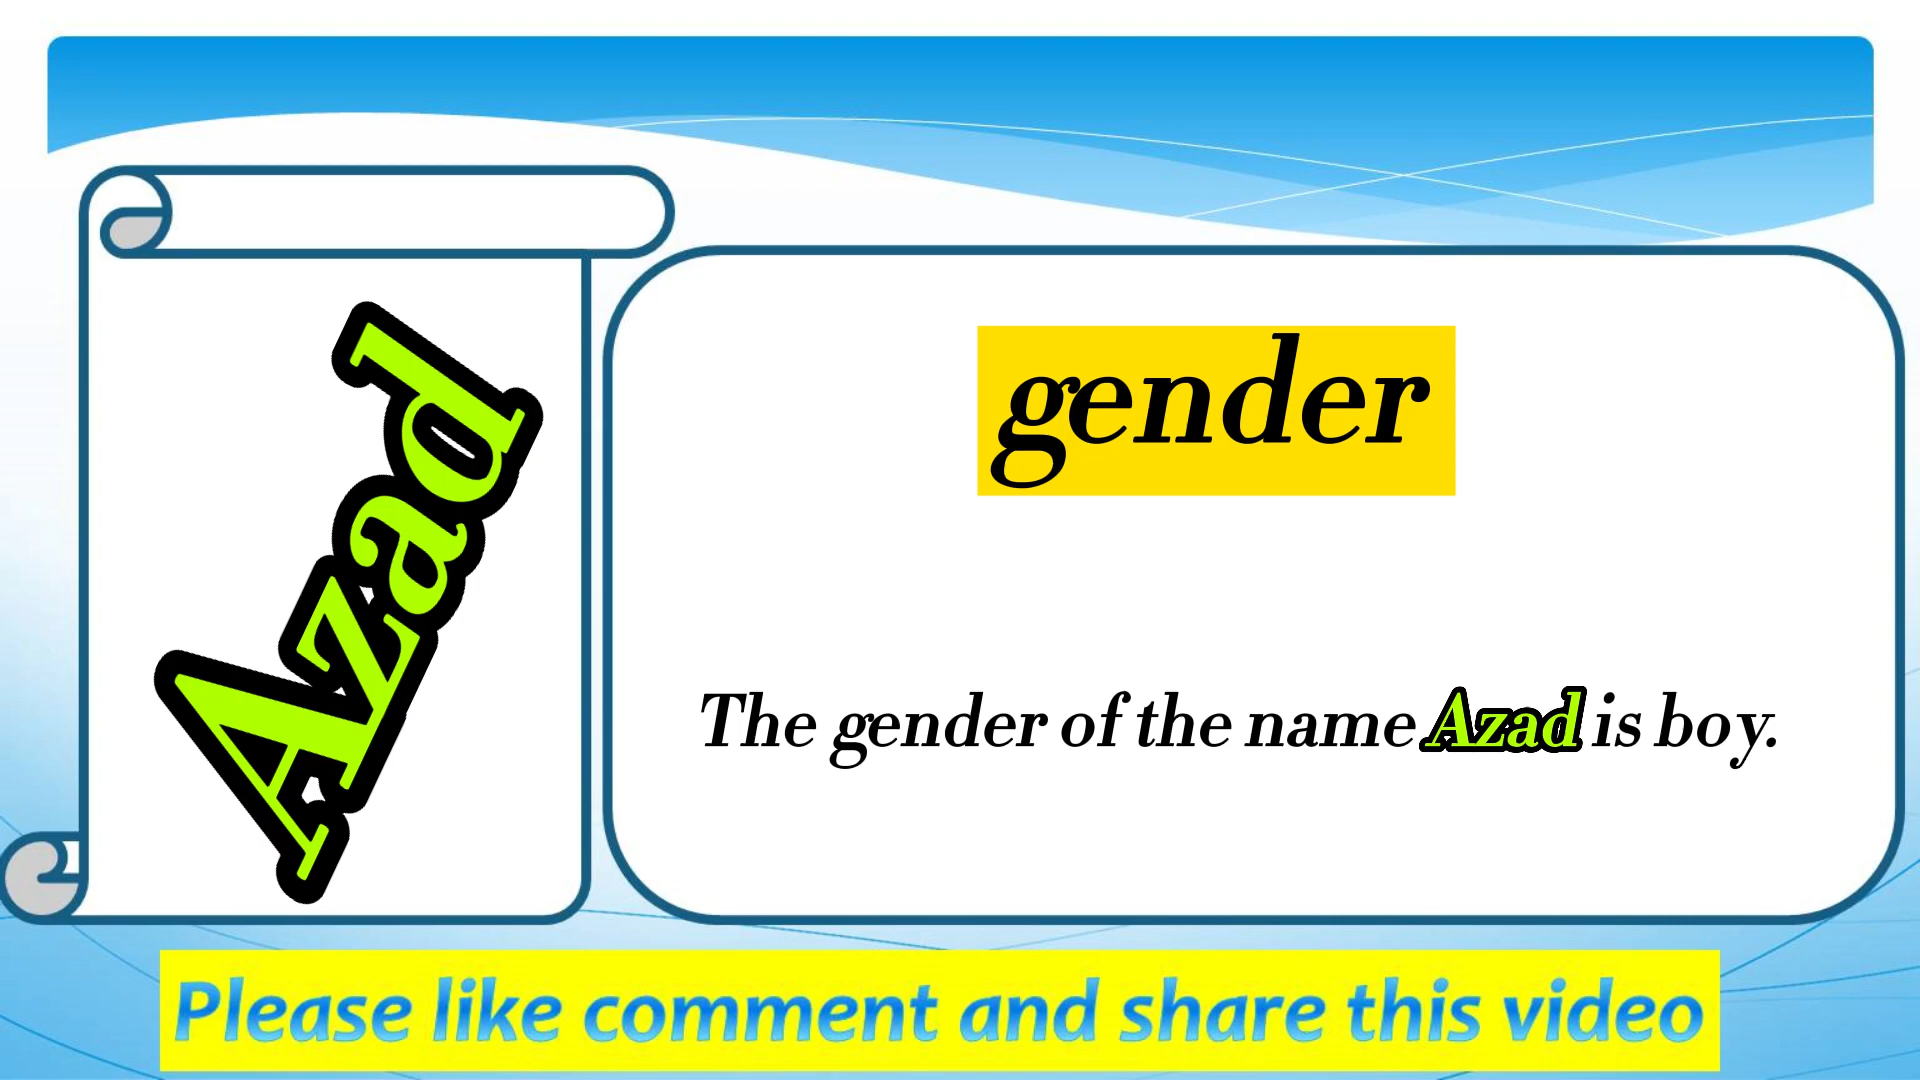 Azad
gender
The gender of the name Azad is boy.
Please like comment and share this video